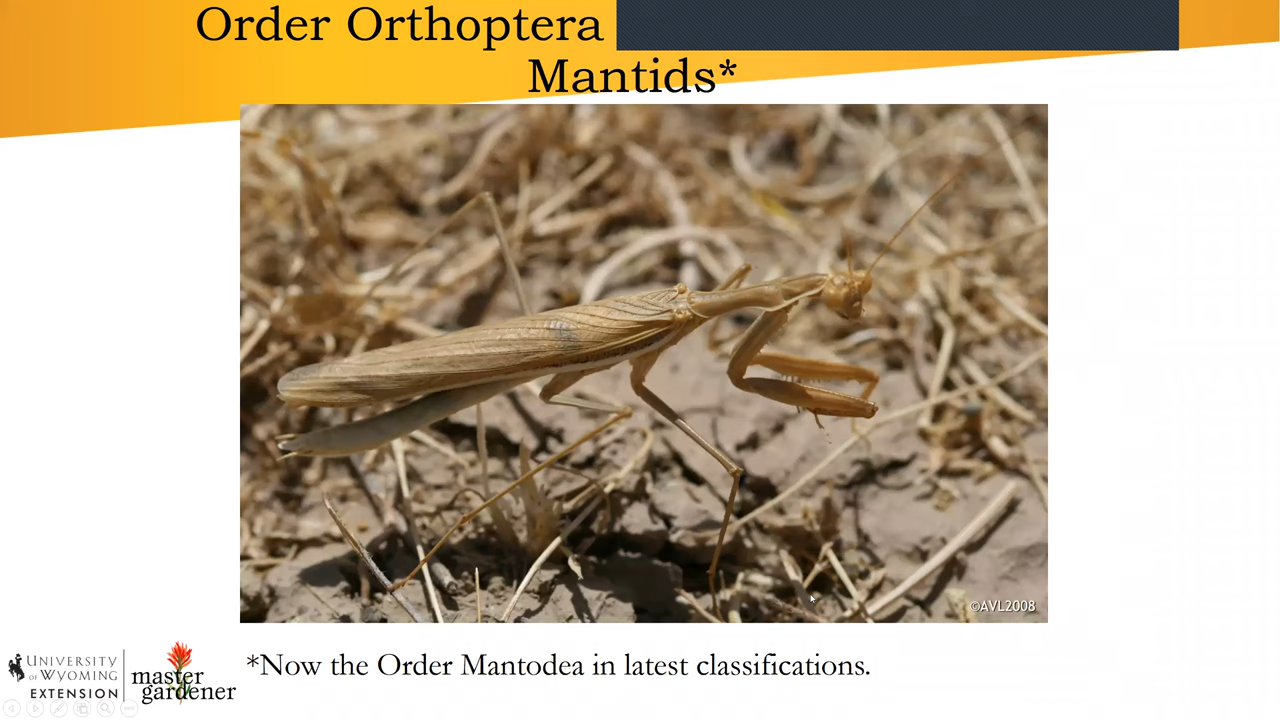 Order Orthoptera
Mantids*
©AVL2008
*Now the Order Mantodea in latest classifications.
UNIVERSITY
OF WYOMING
EXTENSION
master
gardener